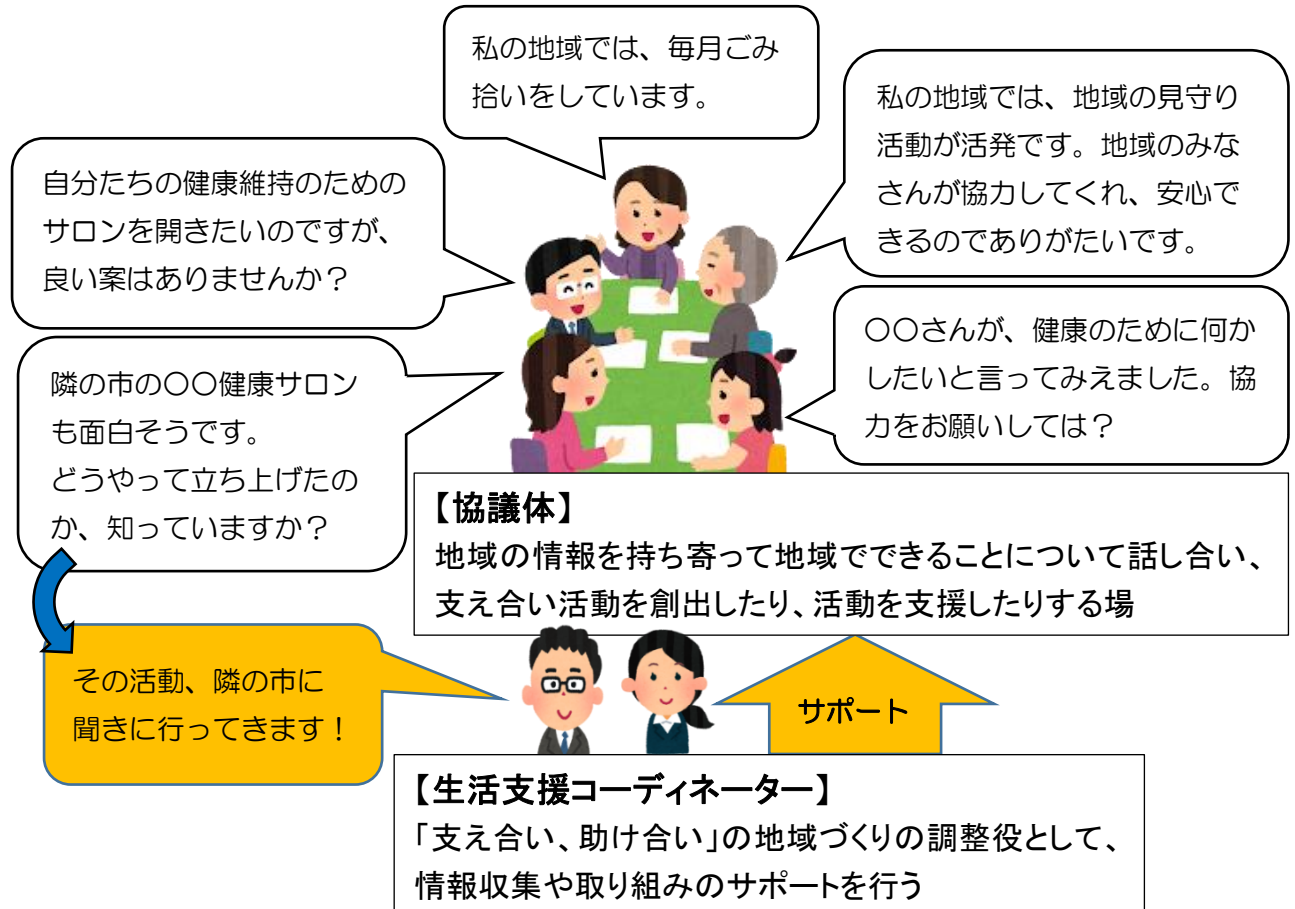 私の地域では、毎月ごみ
拾いをしています。
私の地域では、地域の見守り
活動が活発です。地域のみな
さんが協力してくれ、安心で
きるのでありがたいです。
自分たちの健康維持のための
サロンを開きたいのですが、
良い案はありませんか？
〇〇さんが、健康のために何か
したいと言ってみえました。協
力をお願いしては？
隣の市の〇〇健康サロン
も面白そうです。
どうやって立ち上げたの
か、知っていますか？
【協議体】
地域の情報を持ち寄って地域でできることについて話し合い、
支え合い活動を創出したり、活動を支援したりする場
その活動、隣の市に
聞きに行ってきます！
サポート
【生活支援コーディネーター】
「支え合い、助け合い」の地域づくりの調整役として、
情報収集や取り組みのサポートを行う